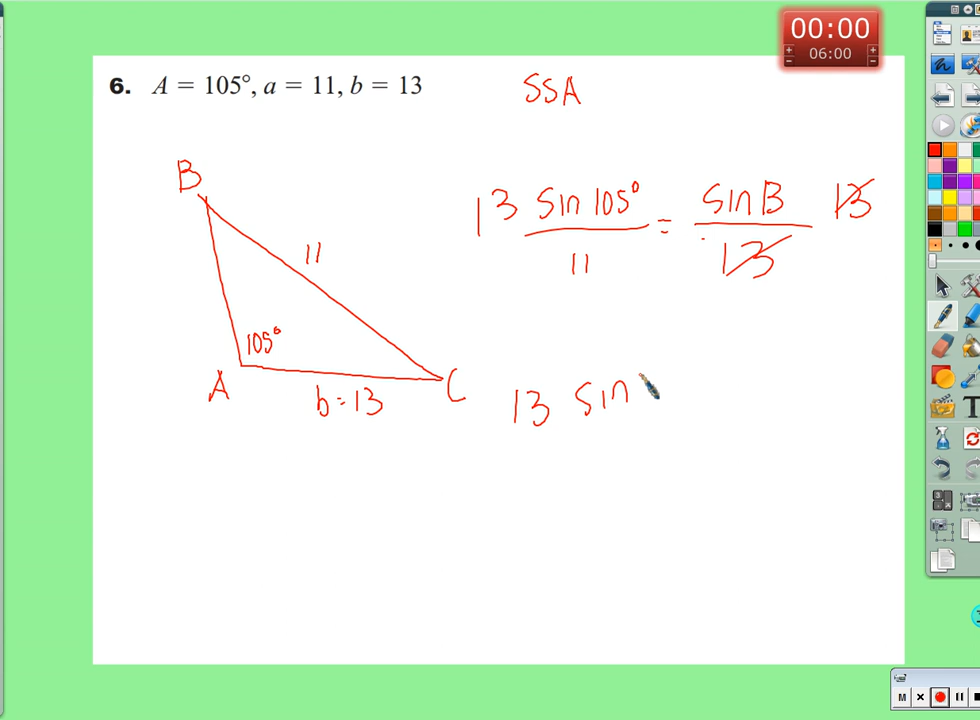 00:00
06:00
6. A = 105°, a = 11, b = 13
SSA
B
11
105°
A
b = 13
C
13 sin 105° / 11 = sin B / 13 13
13 sin
M
T